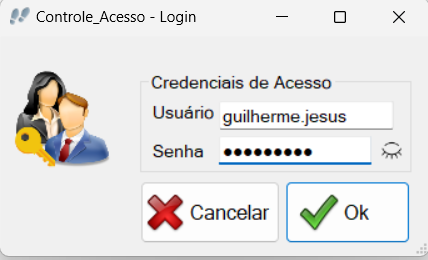 Controle_Acesso - Login
Credenciais de Acesso
Usuário guilherme.jesus
Senha ●●●●●●●●●
Cancelar Ok